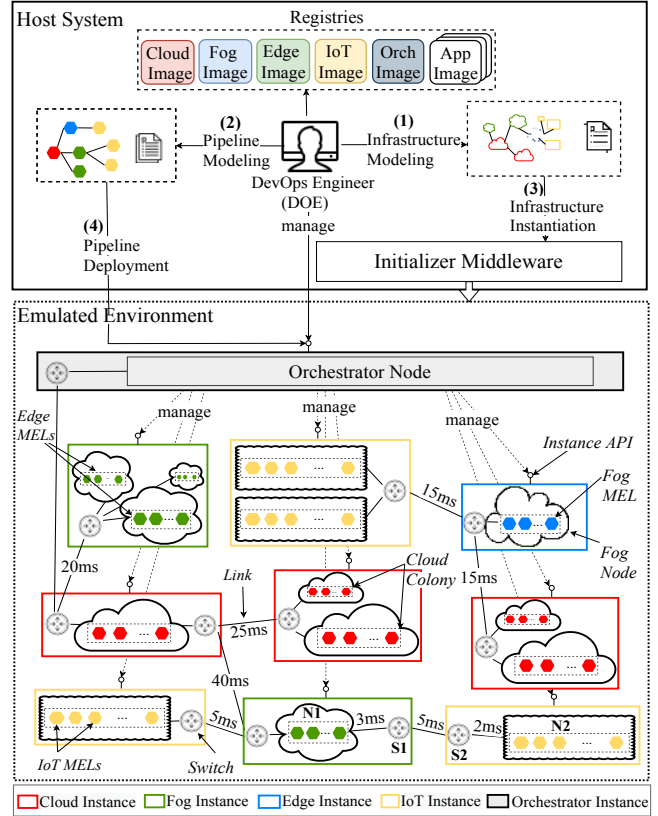 Host System
Registries
Cloud
Image
Fog
Image
Edge
Image
IoT
Image
Orch
Image
App
Image
(2)
Pipeline
Modeling
(1)
Infrastructure
Modeling
DevOps Engineer
(DOE)
manage
(3)
Infrastructure
Instantiation
(4)
Pipeline
Deployment
Initializer Middleware
Emulated Environment
Orchestrator Node
Edge
MELs
manage
manage
manage
Instance API
Fog
MEL
15ms
Fog
Node
20ms
Link
25ms
Cloud
Colony
15ms
40ms
5ms
N1
3ms
S1
5ms
S2
2ms
N2
IoT MELs
Switch
Cloud Instance
Fog Instance
Edge Instance
IoT Instance
Orchestrator Instance